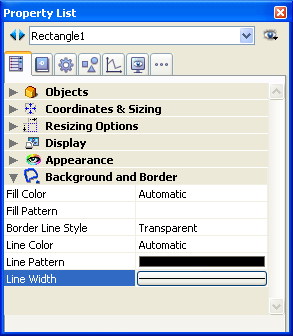 Property List
Rectangle1
Objects
Coordinates & Sizing
Resizing Options
Display
Appearance
Background and Border
Fill Color Automatic
Fill Pattern
Border Line Style Transparent
Line Color Automatic
Line Pattern
Line Width